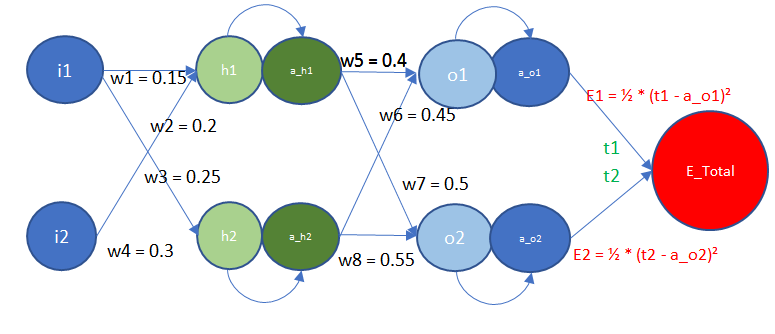 i1
w1 = 0.15
h1
a_h1
w5 = 0.4
o1
a_o1
E1 = ½ * (t1 - a_o1)²
w2 = 0.2
w6 = 0.45
t1
E_Total
w3 = 0.25
w7 = 0.5
t2
i2
w4 = 0.3
h2
a_h2
w8 = 0.55
o2
a_o2
E2 = ½ * (t2 - a_o2)²